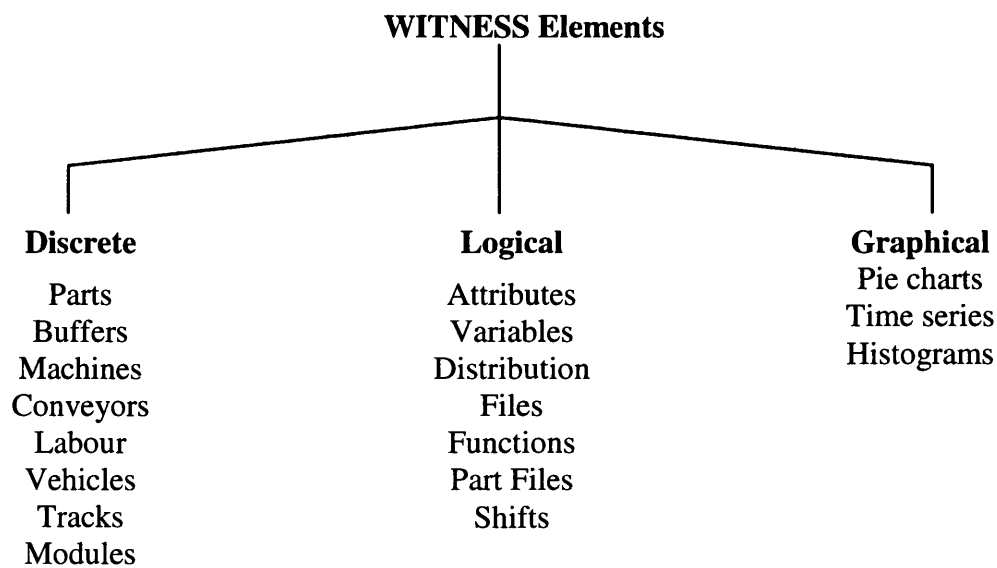 WITNESS Elements
Discrete
Parts
Buffers
Machines
Conveyors
Labour
Vehicles
Tracks
Modules
Logical
Attributes
Variables
Distribution
Files
Functions
Part Files
Shifts
Graphical
Pie charts
Time series
Histograms